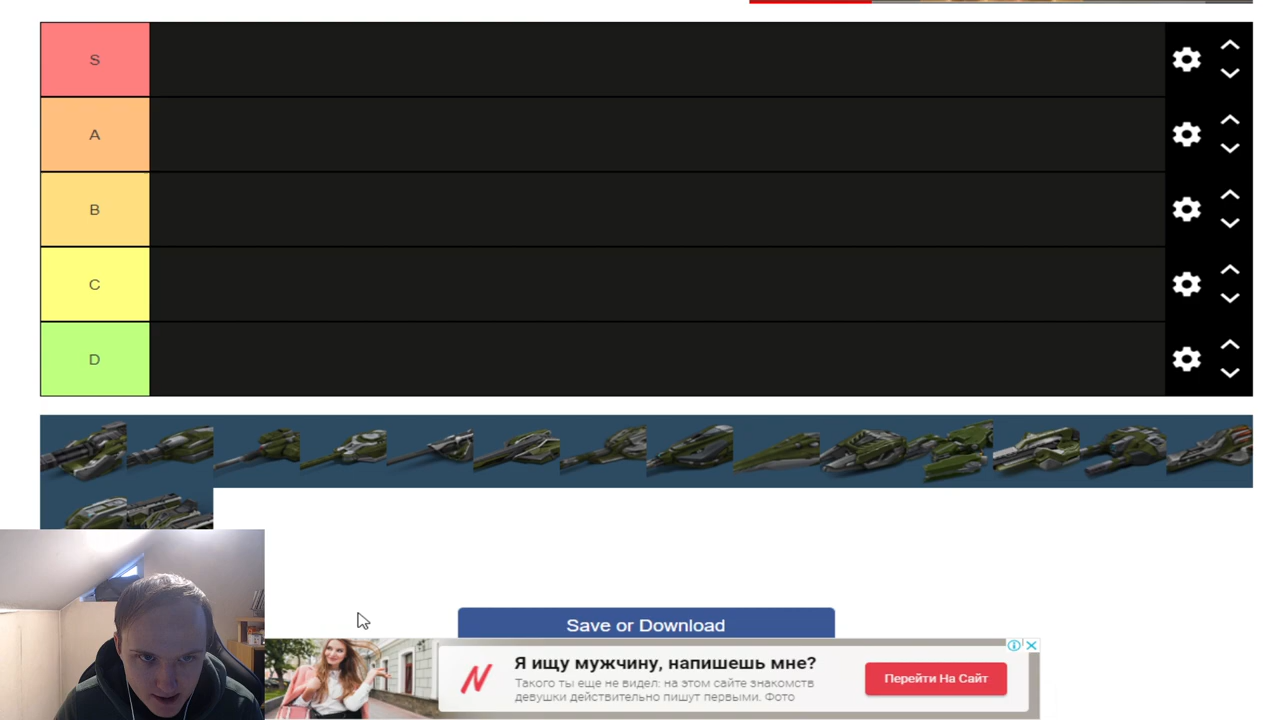 S
A
B
C
D
Save or Download
Я ищу мужчину, напишешь мне?
Такого ты еще не видел: на этом сайте знакомств
девушки действительно пишут первыми. Фото
Перейти На Сайт